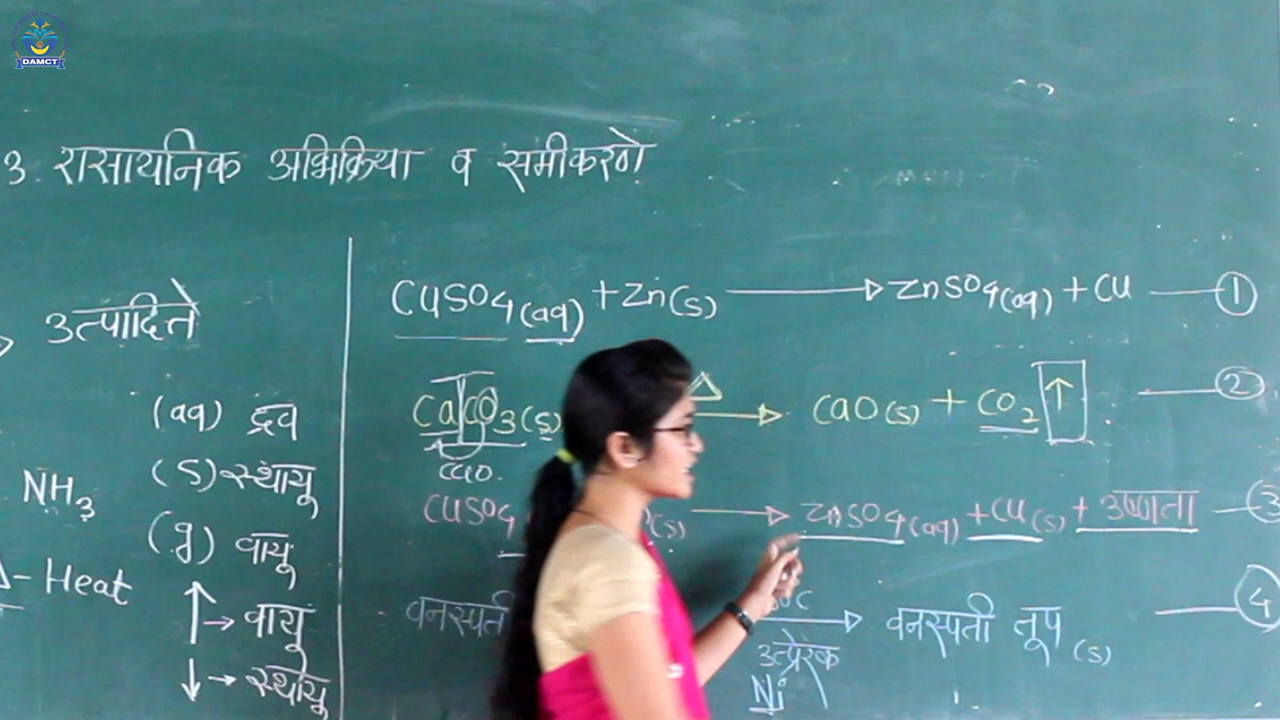 DAMCT
3. रासायनिक अभिक्रिया व समीकरणे
उत्पादिते
(aq) द्रव
(s) स्थायू
NH3
(g) वायू
Δ - Heat
↑ → वायू
↓ → स्थायू
CuSO4(aq) + Zn(s) → ZnSO4(aq) + Cu — 1
CaCO3(s) Δ → CaO(s) + CO2 ↑ — 2
CaO
CuSO4 (s) → ZnSO4(aq) + Cu(s) + उष्णता — 3
वनस्पती → वनस्पती तूप(s) — 4
उत्प्रेरक
Ni